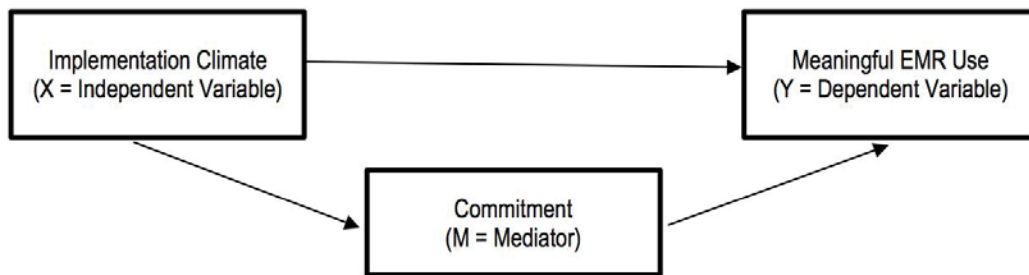 Implementation Climate
(X = Independent Variable)
Meaningful EMR Use
(Y = Dependent Variable)
Commitment
(M = Mediator)